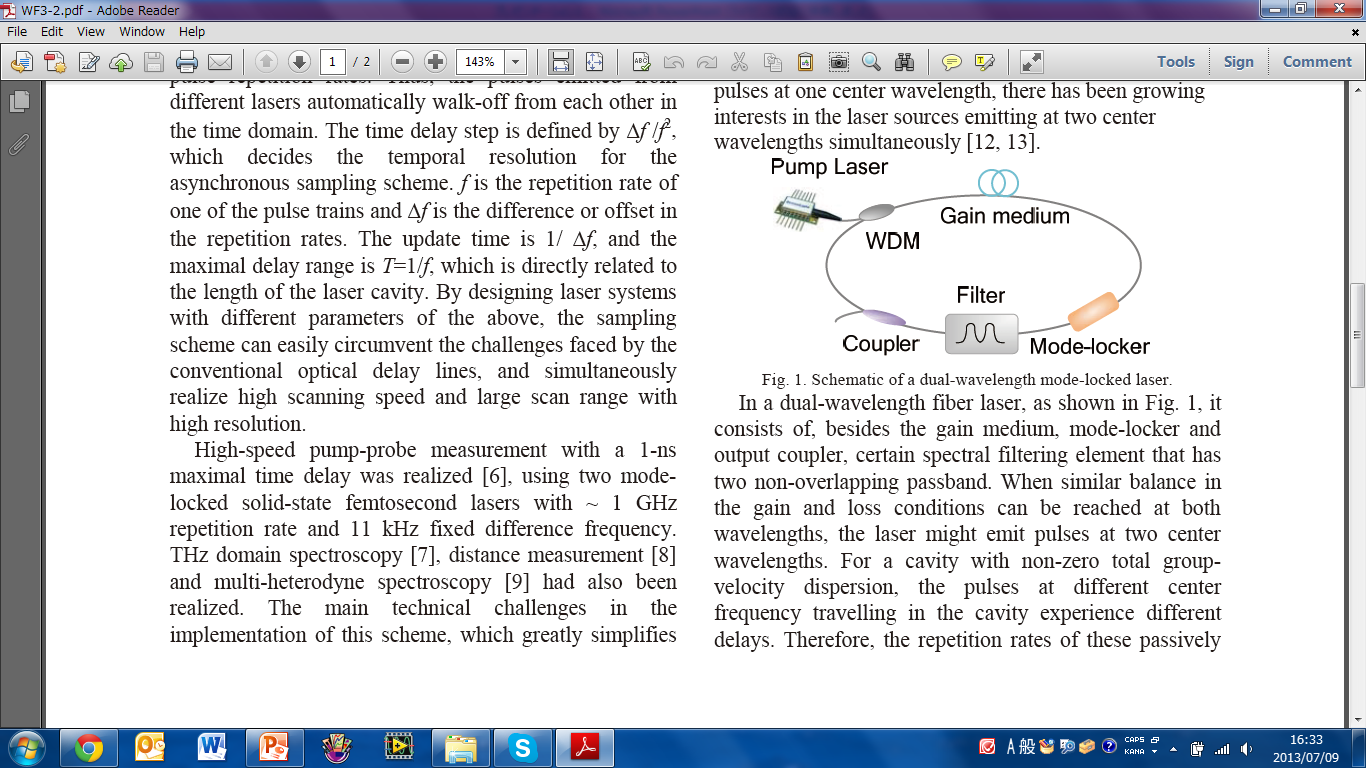 WF3-2.pdf - Adobe Reader
File Edit View Window Help
1 / 2 143% Tools Sign Comment
different lasers automatically walk-off from each other in
the time domain. The time delay step is defined by Δf /f²,
which decides the temporal resolution for the
asynchronous sampling scheme. f is the repetition rate of
one of the pulse trains and Δf is the difference or offset in
the repetition rates. The update time is 1/ Δf, and the
maximal delay range is T=1/f, which is directly related to
the length of the laser cavity. By designing laser systems
with different parameters of the above, the sampling
scheme can easily circumvent the challenges faced by the
conventional optical delay lines, and simultaneously
realize high scanning speed and large scan range with
high resolution.
High-speed pump-probe measurement with a 1-ns
maximal time delay was realized [6], using two mode-
locked solid-state femtosecond lasers with ~ 1 GHz
repetition rate and 11 kHz fixed difference frequency.
THz domain spectroscopy [7], distance measurement [8]
and multi-heterodyne spectroscopy [9] had also been
realized. The main technical challenges in the
implementation of this scheme, which greatly simplifies
pulses at one center wavelength, there has been growing
interests in the laser sources emitting at two center
wavelengths simultaneously [12, 13].
Pump Laser
Gain medium
WDM
Filter
Coupler
Mode-locker
Fig. 1. Schematic of a dual-wavelength mode-locked laser.
In a dual-wavelength fiber laser, as shown in Fig. 1, it
consists of, besides the gain medium, mode-locker and
output coupler, certain spectral filtering element that has
two non-overlapping passband. When similar balance in
the gain and loss conditions can be reached at both
wavelengths, the laser might emit pulses at two center
wavelengths. For a cavity with non-zero total group-
velocity dispersion, the pulses at different center
frequency travelling in the cavity experience different
delays. Therefore, the repetition rates of these passively
A 般 CAPS
KANA
16:33
2013/07/09